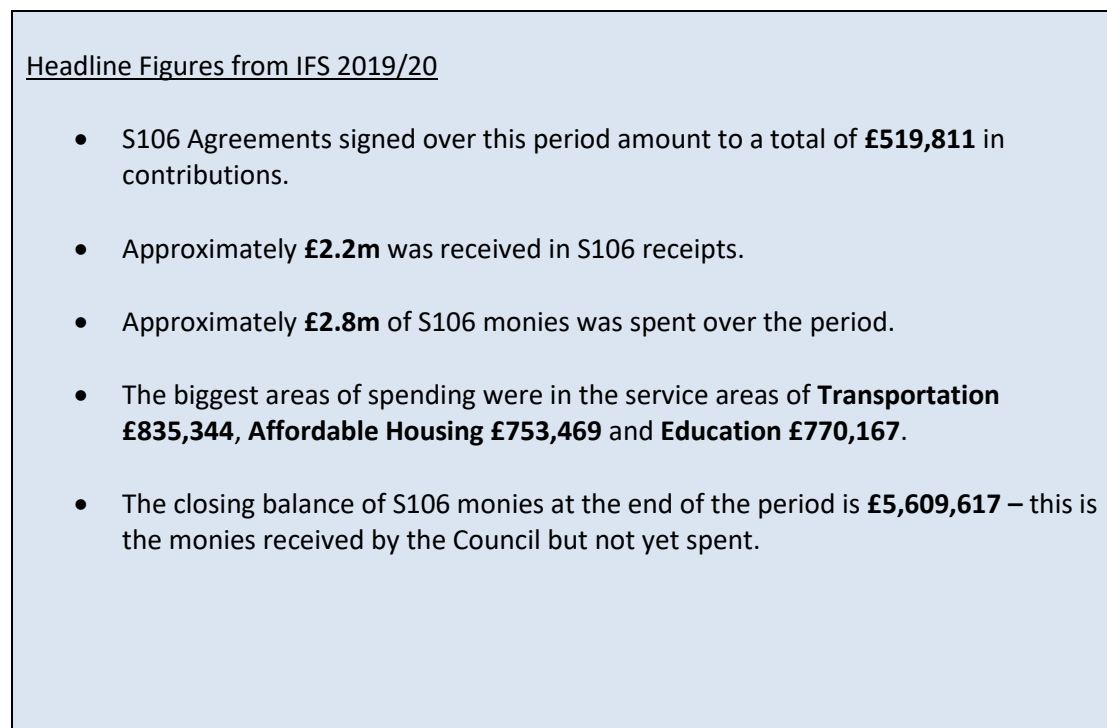 Headline Figures from IFS 2019/20
• S106 Agreements signed over this period amount to a total of £519,811 in
contributions.
• Approximately £2.2m was received in S106 receipts.
• Approximately £2.8m of S106 monies was spent over the period.
• The biggest areas of spending were in the service areas of Transportation
£835,344, Affordable Housing £753,469 and Education £770,167.
• The closing balance of S106 monies at the end of the period is £5,609,617 – this is
the monies received by the Council but not yet spent.